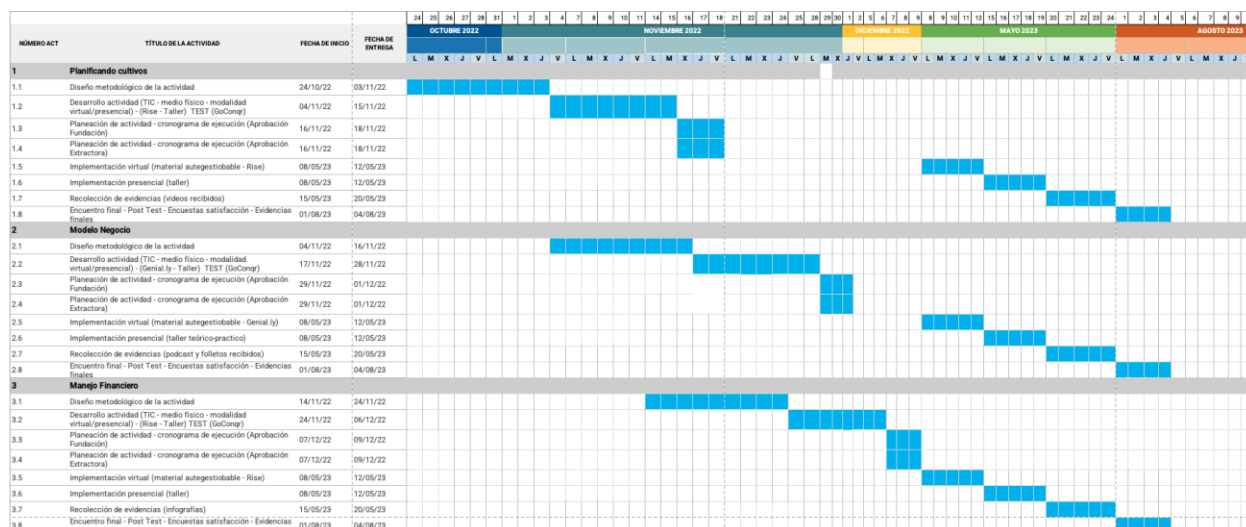 24 25 26 27 28 31 1 2 3 4 7 8 9 10 11 14 15 16 17 18 21 22 23 24 25 28 29 30 1 2 5 6 7 8 9 8 9 10 11 12 15 16 17 18 19 20 21 22 23 24 1 2 3 4 5 6 7 8 9
OCTUBRE 2022 NOVIEMBRE 2022 DICIEMBRE 2022 MAYO 2023 AGOSTO 2023
NÚMERO ACT TÍTULO DE LA ACTIVIDAD FECHA DE INICIO FECHA DE ENTREGA
L M X J V L M X J V L M X J V L M X J V L M X J V L M X J V L M X J V L M X J V L M X J V L M X J V L M X J V L M X J
1 Planificando cultivos
1.1 Diseño metodológico de la actividad 24/10/22 03/11/22
1.2 Desarrollo actividad (TIC - medio físico - modalidad virtual/presencial) - (Rise - Taller) TEST (GoConqr) 04/11/22 15/11/22
1.3 Planeación de actividad - cronograma de ejecución (Aprobación Fundación) 16/11/22 18/11/22
1.4 Planeación de actividad - cronograma de ejecución (Aprobación Extractora) 16/11/22 18/11/22
1.5 Implementación virtual (material autegestiobable - Rise) 08/05/23 12/05/23
1.6 Implementación presencial (taller) 08/05/23 12/05/23
1.7 Recolección de evidencias (videos recibidos) 15/05/23 20/05/23
1.8 Encuentro final - Post Test - Encuestas satisfacción - Evidencias finales 01/08/23 04/08/23
2 Modelo Negocio
2.1 Diseño metodológico de la actividad 04/11/22 16/11/22
2.2 Desarrollo actividad (TIC - medio físico - modalidad virtual/presencial) - (Genial.ly - Taller) TEST (GoConqr) 17/11/22 28/11/22
2.3 Planeación de actividad - cronograma de ejecución (Aprobación Fundación) 29/11/22 01/12/22
2.4 Planeación de actividad - cronograma de ejecución (Aprobación Extractora) 29/11/22 01/12/22
2.5 Implementación virtual (material autegestiobable - Genial.ly) 08/05/23 12/05/23
2.6 Implementación presencial (taller teórico-practico) 08/05/23 12/05/23
2.7 Recolección de evidencias (podcast y folletos recibidos) 15/05/23 20/05/23
2.8 Encuentro final - Post Test - Encuestas satisfacción - Evidencias finales 01/08/23 04/08/23
3 Manejo Financiero
3.1 Diseño metodológico de la actividad 14/11/22 24/11/22
3.2 Desarrollo actividad (TIC - medio físico - modalidad virtual/presencial) - (Rise - Taller) TEST (GoConqr) 24/11/22 06/12/22
3.3 Planeación de actividad - cronograma de ejecución (Aprobación Fundación) 07/12/22 09/12/22
3.4 Planeación de actividad - cronograma de ejecución (Aprobación Extractora) 07/12/22 09/12/22
3.5 Implementación virtual (material autegestiobable - Rise) 08/05/23 12/05/23
3.6 Implementación presencial (taller) 08/05/23 12/05/23
3.7 Recolección de evidencias (infografías) 15/05/23 20/05/23
3.8 Encuentro final - Post Test - Encuestas satisfacción - Evidencias 01/08/23 04/08/23